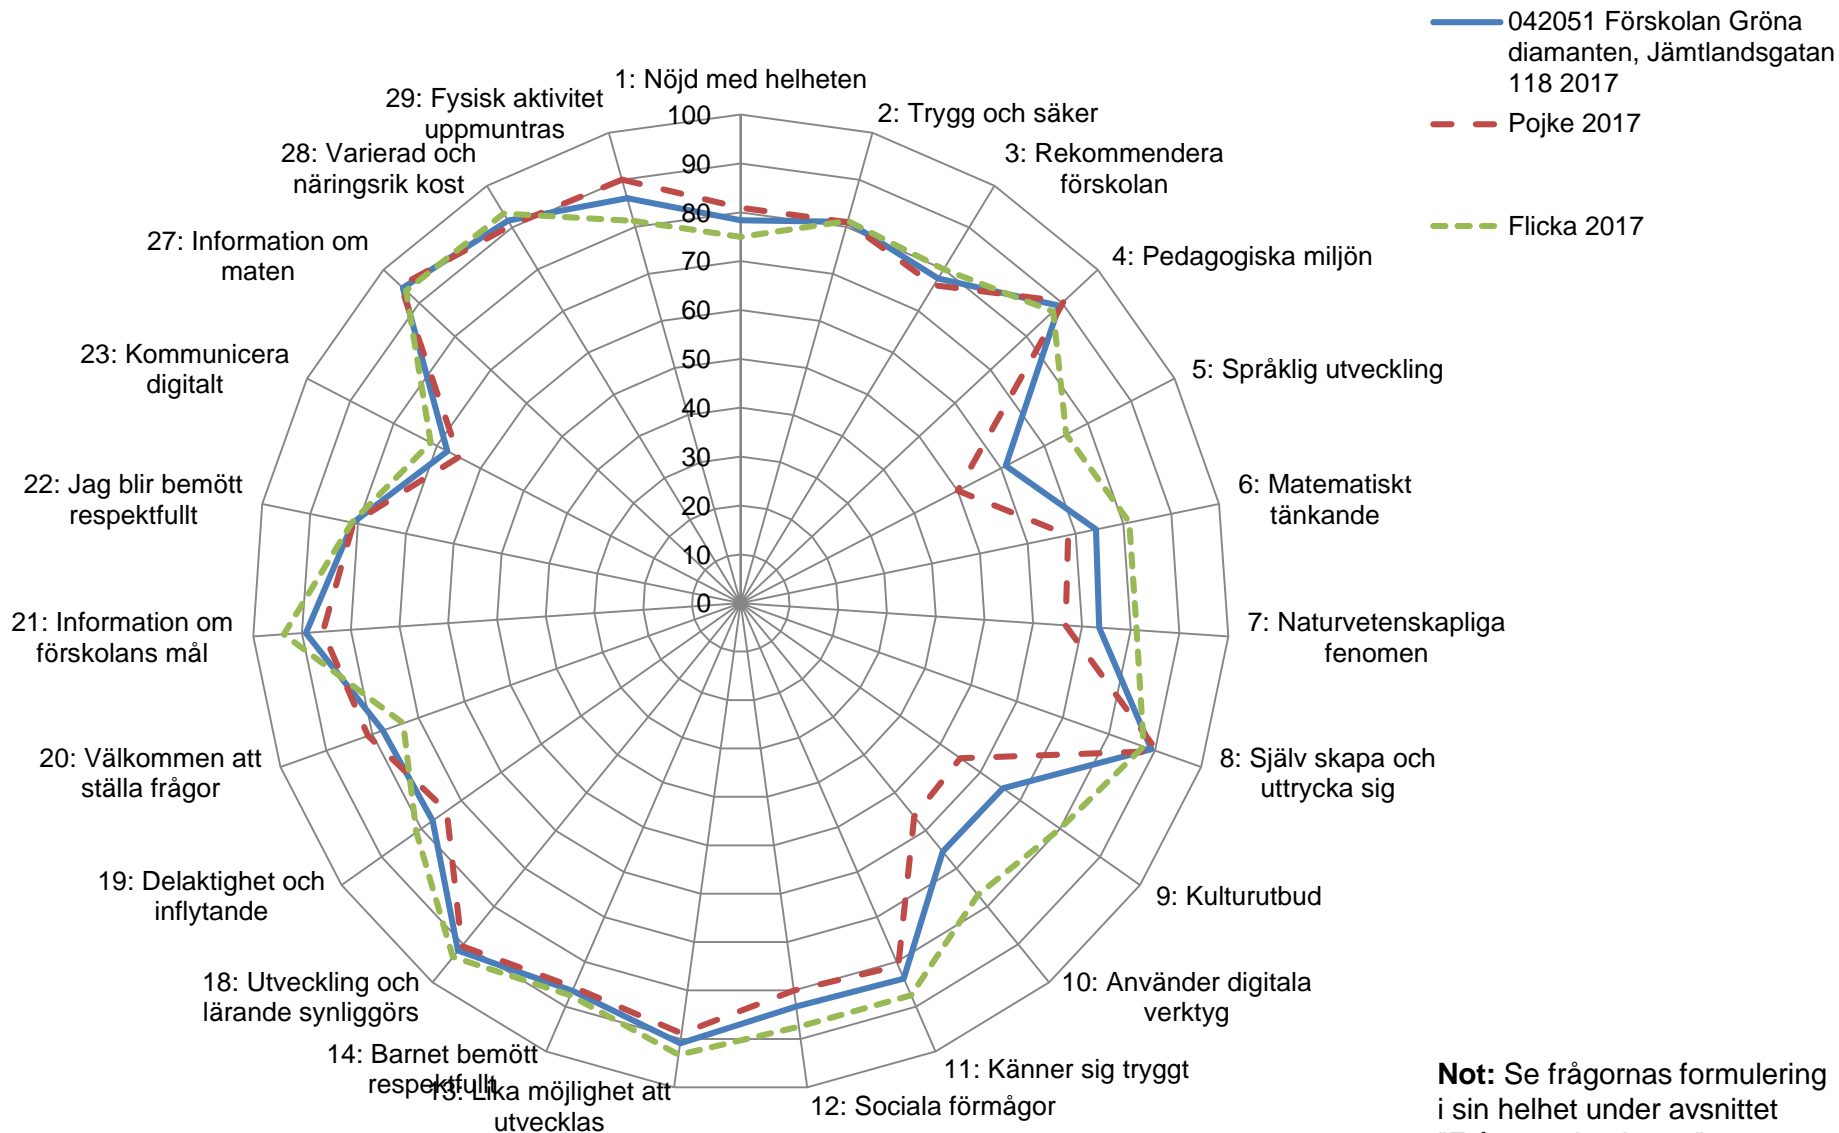 042051 Förskolan Gröna
diamanten, Jämtlandsgatan
118 2017
Pojke 2017
Flicka 2017
1: Nöjd med helheten
2: Trygg och säker
3: Rekommendera
förskolan
4: Pedagogiska miljön
5: Språklig utveckling
6: Matematiskt
tänkande
7: Naturvetenskapliga
fenomen
8: Själv skapa och
uttrycka sig
9: Kulturutbud
10: Använder digitala
verktyg
11: Känner sig tryggt
12: Sociala förmågor
13: Lika möjlighet att
utvecklas
14: Barnet bemött
respektfullt
18: Utveckling och
lärande synliggörs
19: Delaktighet och
inflytande
20: Välkommen att
ställa frågor
21: Information om
förskolans mål
22: Jag blir bemött
respektfullt
23: Kommunicera
digitalt
27: Information om
maten
28: Varierad och
näringsrik kost
29: Fysisk aktivitet
uppmuntras
100
90
80
70
60
50
40
30
20
10
0
Not: Se frågornas formulering
i sin helhet under avsnittet